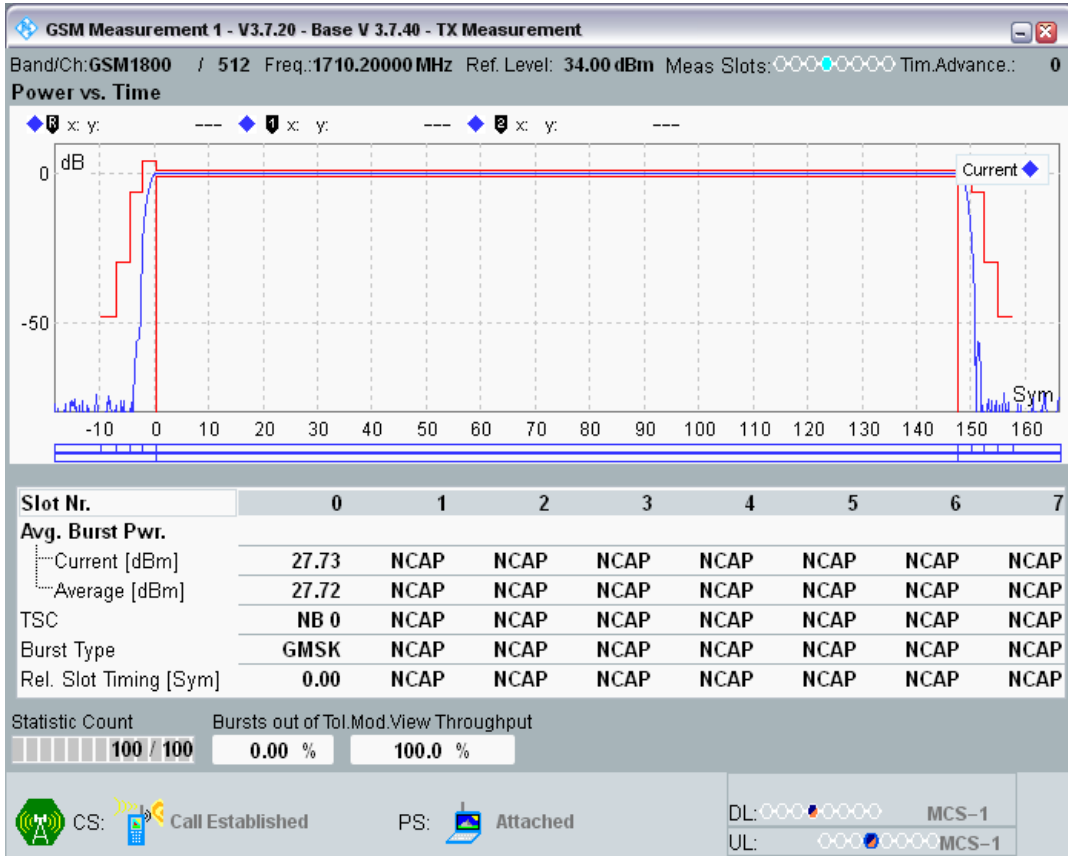 GSM Measurement 1 - V3.7.20 - Base V 3.7.40 - TX Measurement
Band/Ch:GSM1800 / 512 Freq.:1710.20000 MHz Ref. Level: 34.00 dBm Meas Slots: Tim.Advance.: 0
Power vs. Time
R x: y: --- 1 x: y: --- 2 x: y: ---
dB
0
Current
-50
Sym
-10 0 10 20 30 40 50 60 70 80 90 100 110 120 130 140 150 160
Slot Nr. 0 1 2 3 4 5 6 7
Avg. Burst Pwr.
Current [dBm] 27.73 NCAP NCAP NCAP NCAP NCAP NCAP NCAP
Average [dBm] 27.72 NCAP NCAP NCAP NCAP NCAP NCAP NCAP
TSC NB 0 NCAP NCAP NCAP NCAP NCAP NCAP NCAP
Burst Type GMSK NCAP NCAP NCAP NCAP NCAP NCAP NCAP
Rel. Slot Timing [Sym] 0.00 NCAP NCAP NCAP NCAP NCAP NCAP NCAP
Statistic Count Bursts out of Tol. Mod.View Throughput
100 / 100 0.00 % 100.0 %
CS: Call Established PS: Attached
DL: MCS-1
UL: MCS-1